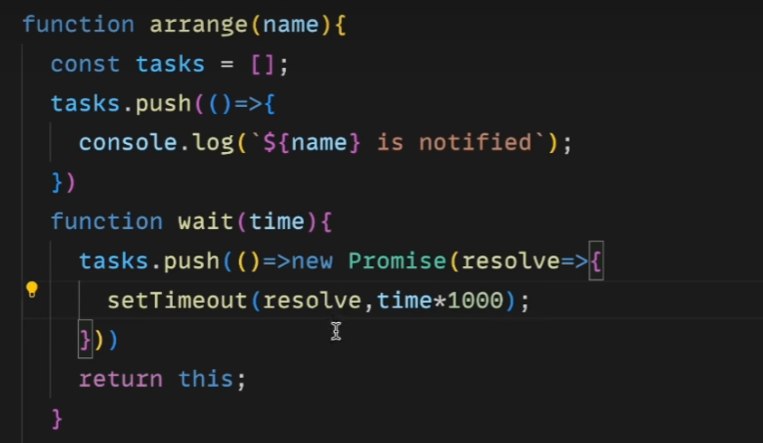 function arrange(name){
const tasks = [];
tasks.push(()=>{
console.log(`${name} is notified`);
})
function wait(time){
tasks.push(()=>new Promise(resolve=>{
setTimeout(resolve,time*1000);
}))
return this;
}